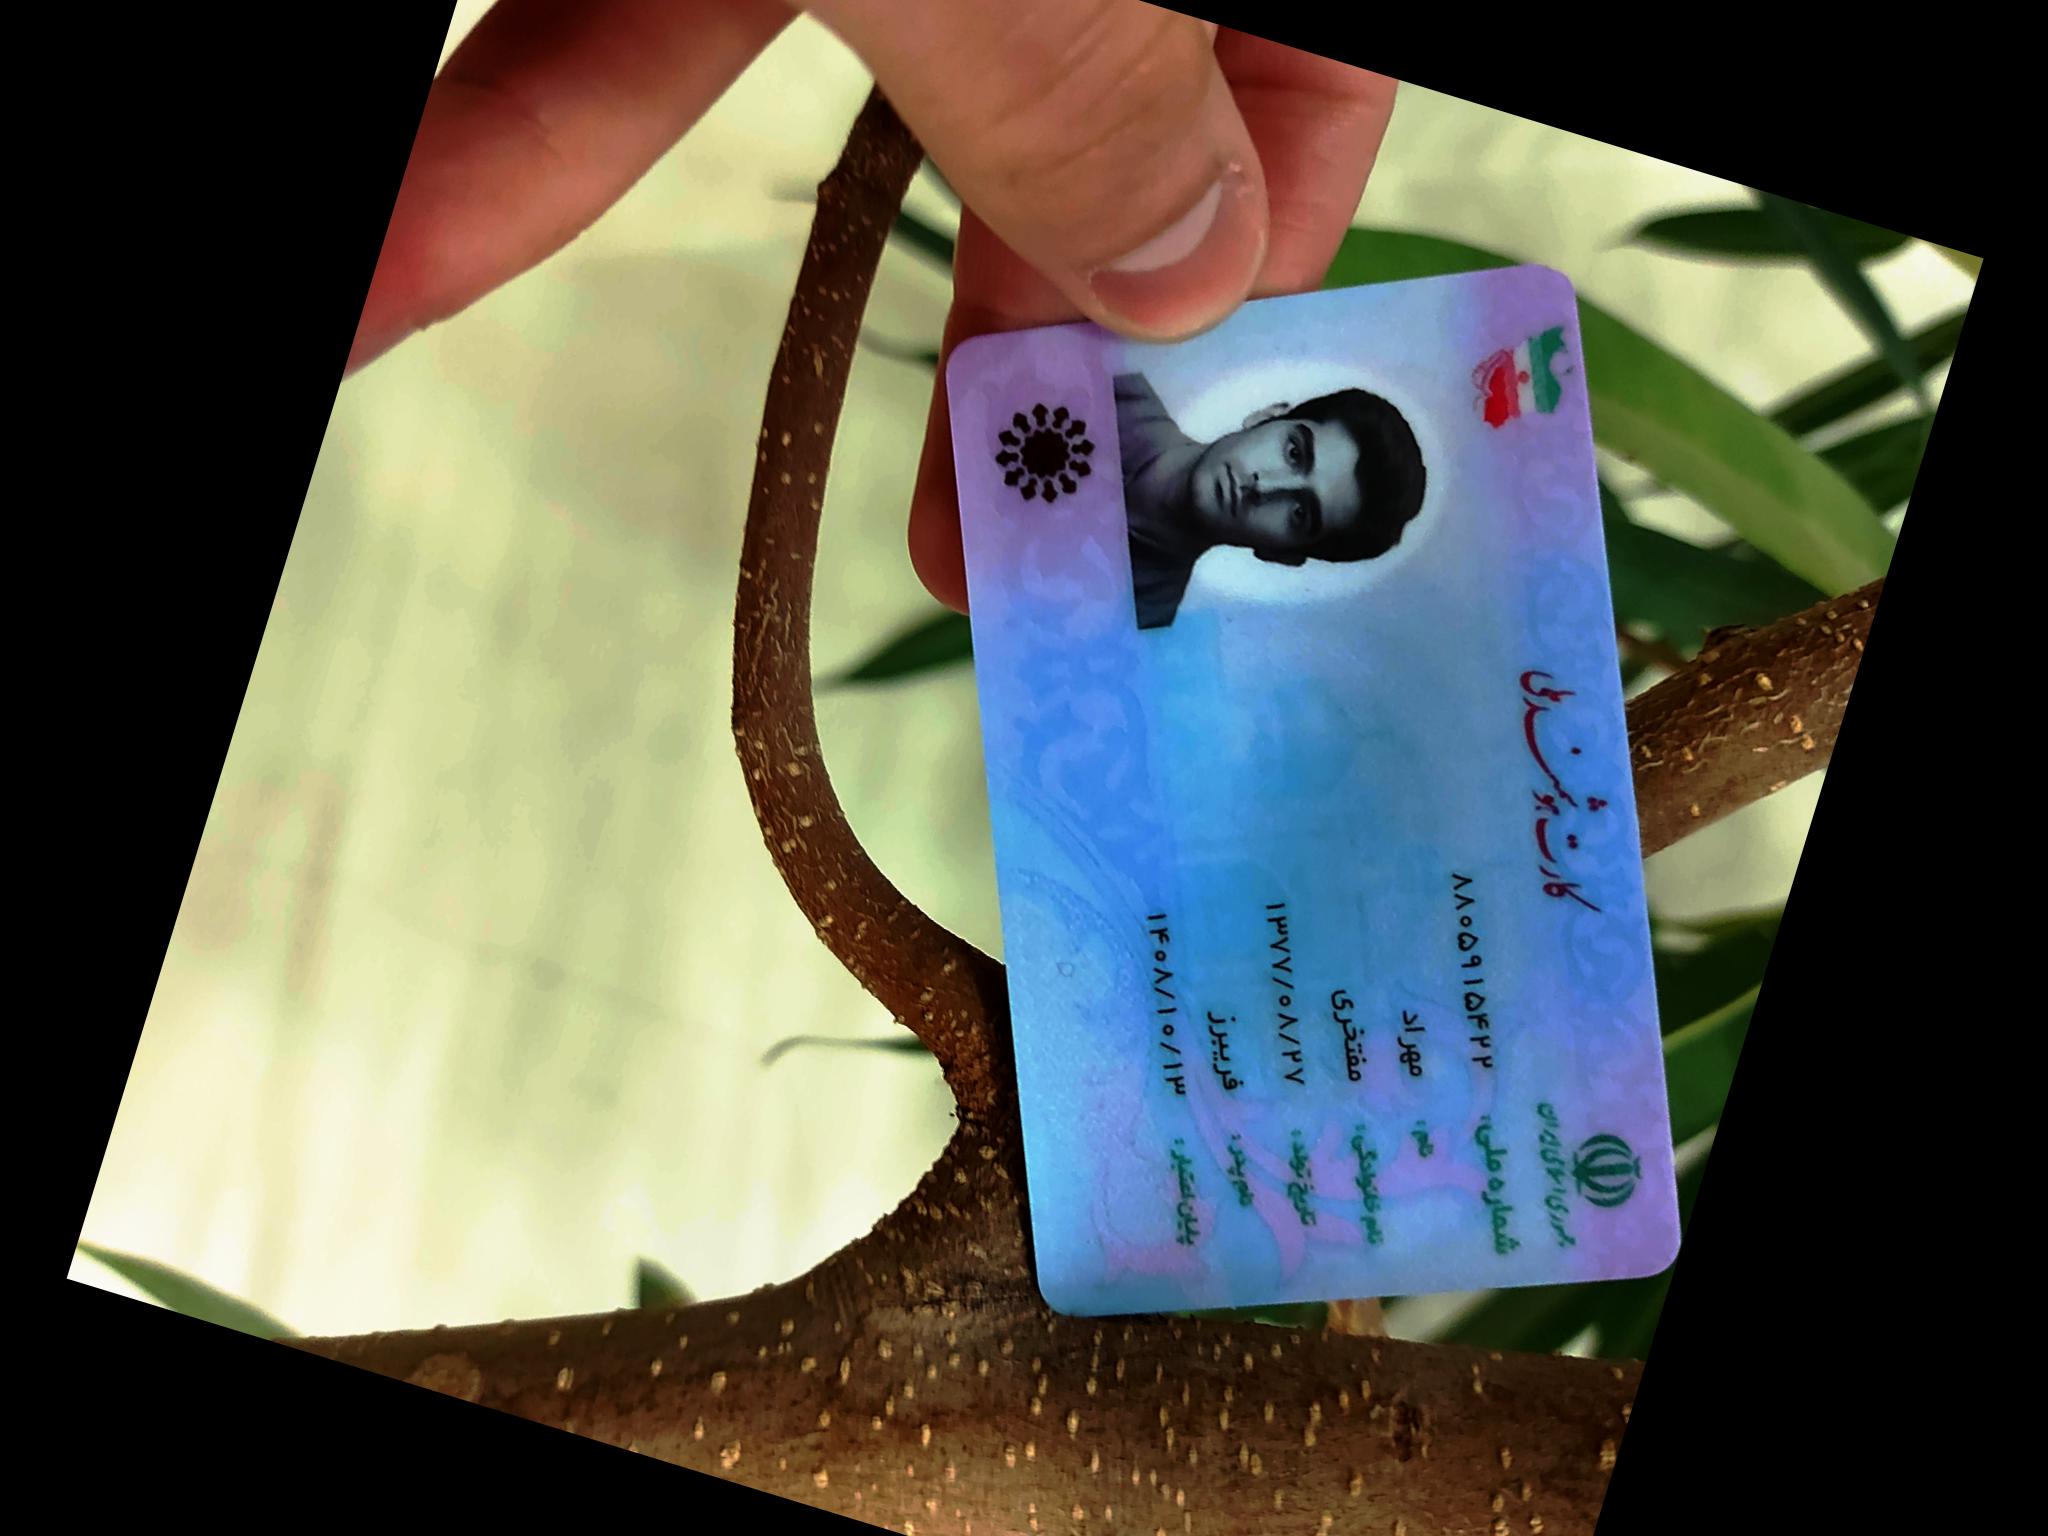 جمهوری اسلامی ایران
کارت هوشمند ملی
شماره ملی: ۸۸۰۵۹۱۵۴۲۲
نام: مهراد
نام خانوادگی: مفتخری
تاریخ تولد: ۱۳۷۷/۰۸/۲۷
نام پدر: فریبرز
پایان اعتبار: ۱۴۰۸/۱۰/۱۳